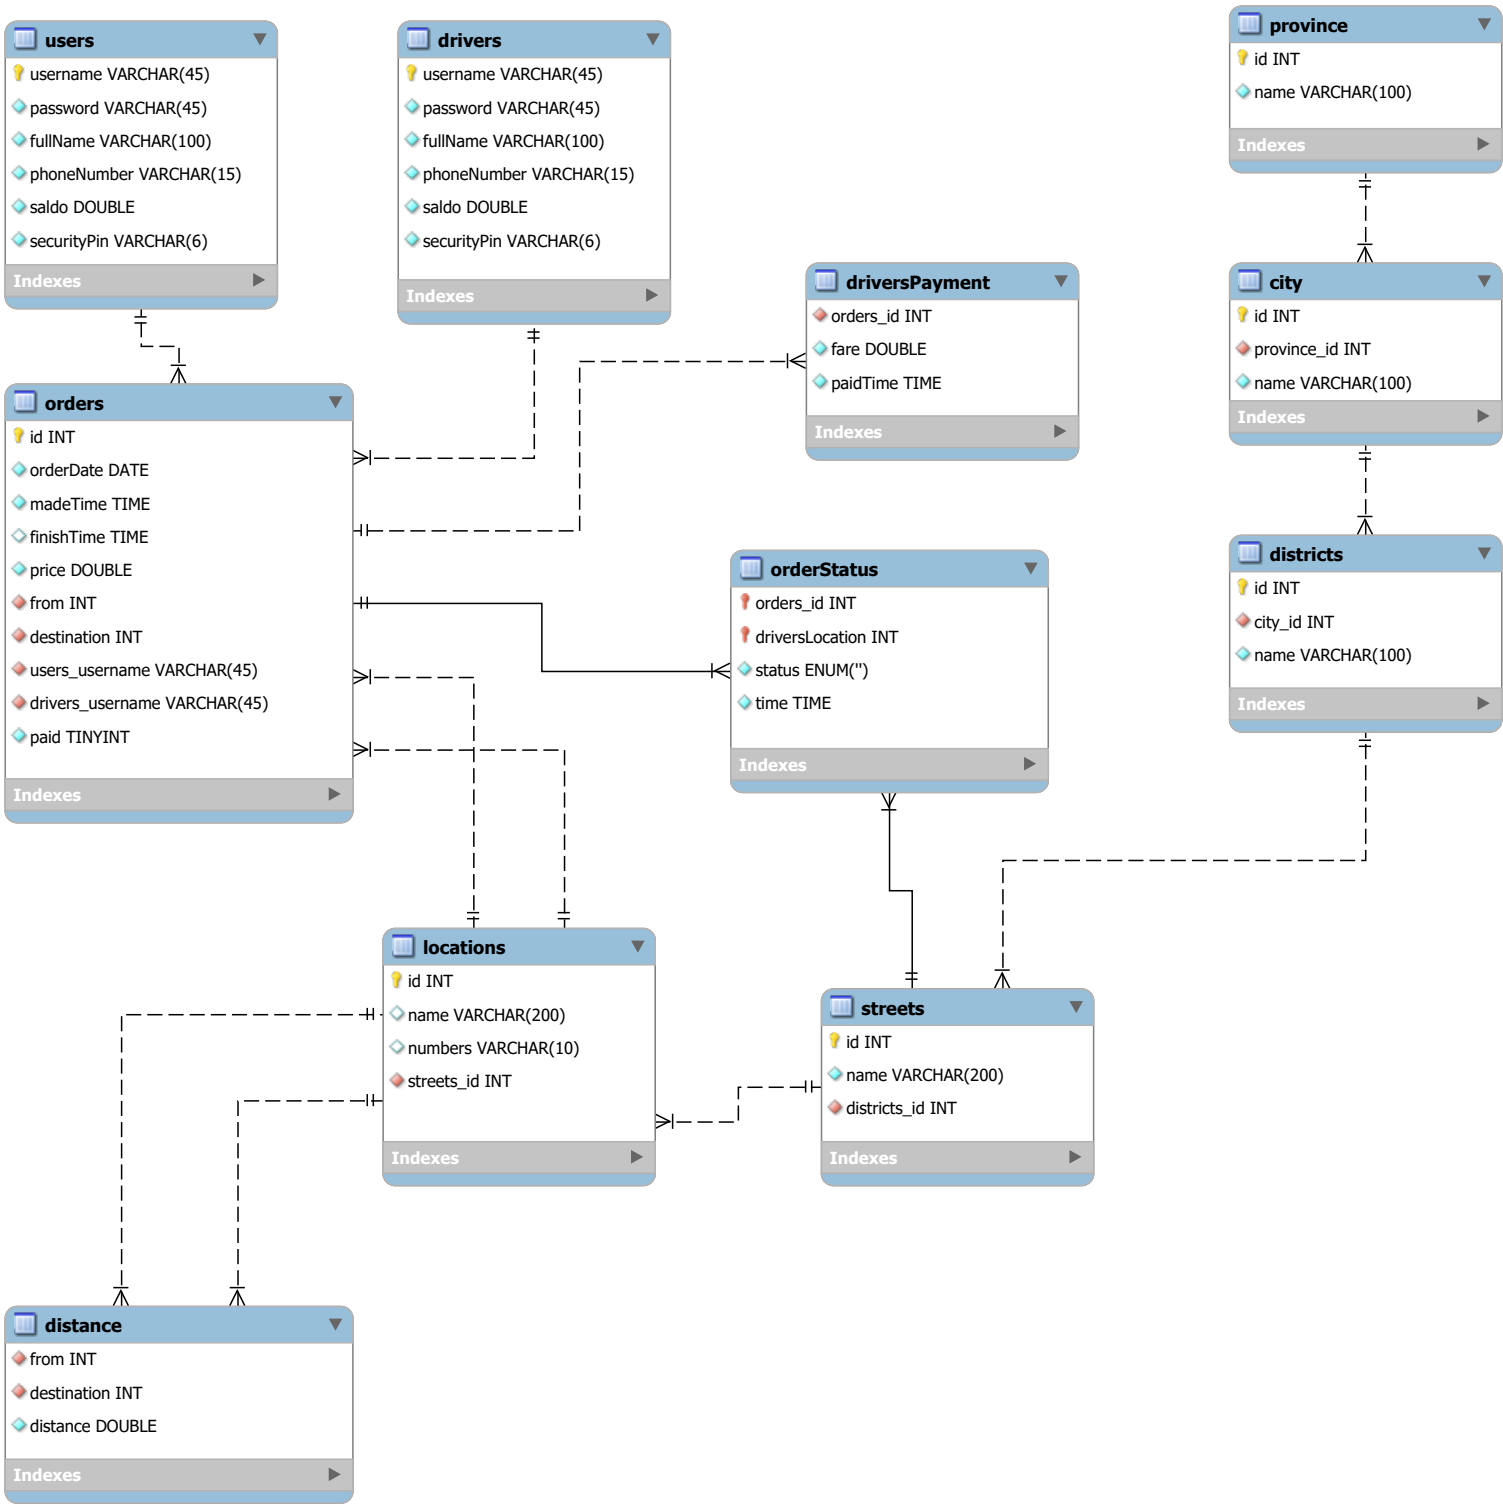 users
username VARCHAR(45)
password VARCHAR(45)
fullName VARCHAR(100)
phoneNumber VARCHAR(15)
saldo DOUBLE
securityPin VARCHAR(6)
Indexes
drivers
username VARCHAR(45)
password VARCHAR(45)
fullName VARCHAR(100)
phoneNumber VARCHAR(15)
saldo DOUBLE
securityPin VARCHAR(6)
Indexes
province
id INT
name VARCHAR(100)
Indexes
driversPayment
orders_id INT
fare DOUBLE
paidTime TIME
Indexes
city
id INT
province_id INT
name VARCHAR(100)
Indexes
orders
id INT
orderDate DATE
madeTime TIME
finishTime TIME
price DOUBLE
from INT
destination INT
users_username VARCHAR(45)
drivers_username VARCHAR(45)
paid TINYINT
Indexes
orderStatus
orders_id INT
driversLocation INT
status ENUM('')
time TIME
Indexes
districts
id INT
city_id INT
name VARCHAR(100)
Indexes
locations
id INT
name VARCHAR(200)
numbers VARCHAR(10)
streets_id INT
Indexes
streets
id INT
name VARCHAR(200)
districts_id INT
Indexes
distance
from INT
destination INT
distance DOUBLE
Indexes